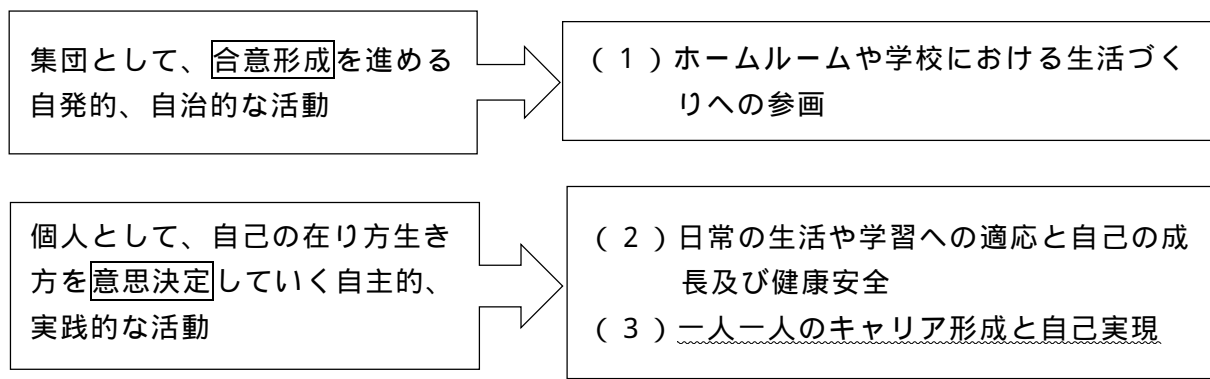 集団として、合意形成を進める
自発的、自治的な活動
(1)ホームルームや学校における生活づく
りへの参画
個人として、自己の在り方生き
方を意思決定していく自主的、
実践的な活動
(2)日常の生活や学習への適応と自己の成
長及び健康安全
(3)一人一人のキャリア形成と自己実現